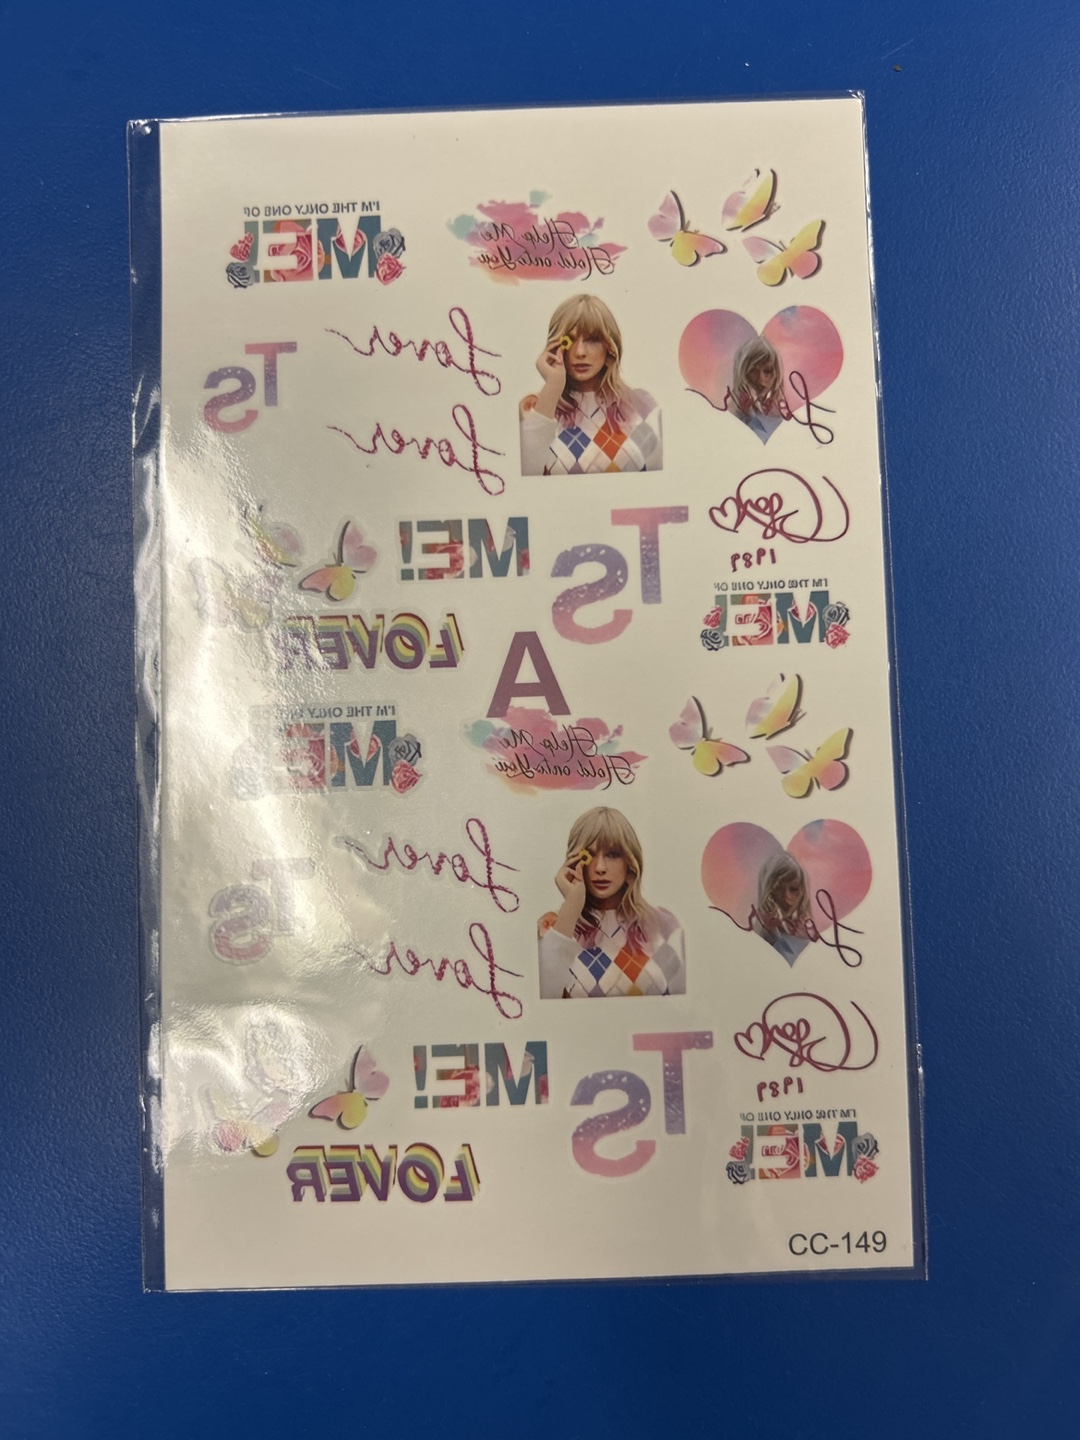 I'M THE ONLY ONE OF
ME!
Help Me
Hold onto You
Lover
TS
Lover
Lover
1989
ME!
TS
I'M THE ONLY ONE OF
ME!
LOVER
A
I'M THE ONLY ONE OF
ME!
Help Me
Hold onto You
Lover
TS
Lover
Lover
1989
ME!
TS
I'M THE ONLY ONE OF
ME!
LOVER
CC-149